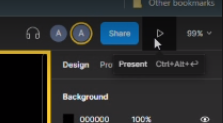 Other bookmarks
A A Share 99%
Design Pro Present Ctrl+Alt+↵
Background
000000 100%